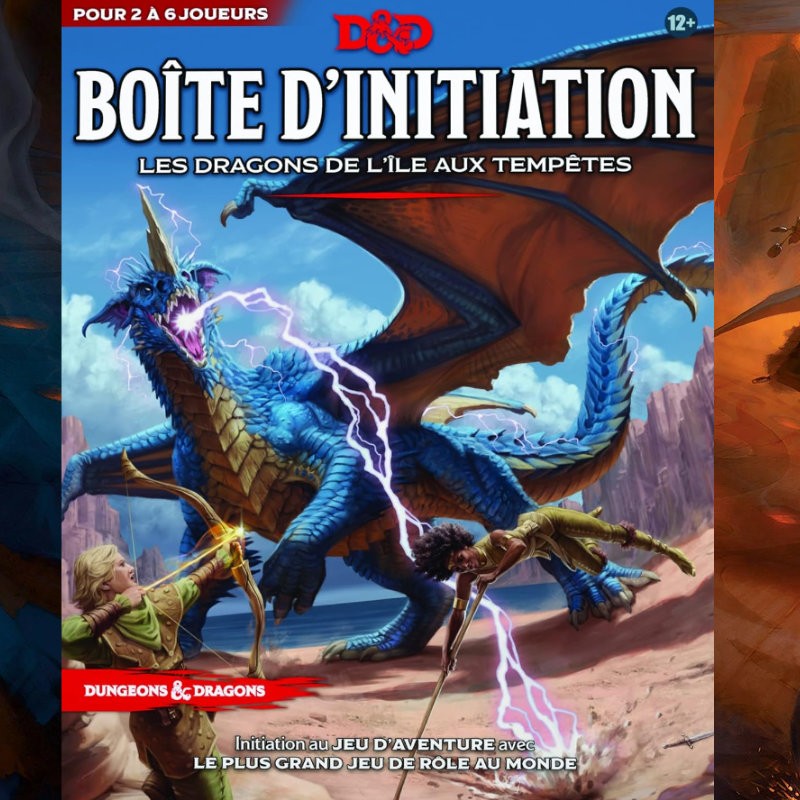 POUR 2 À 6 JOUEURS
12+
D&D
BOÎTE D'INITIATION
LES DRAGONS DE L'ÎLE AUX TEMPÊTES
DUNGEONS & DRAGONS
Initiation au JEU D'AVENTURE avec
LE PLUS GRAND JEU DE RÔLE AU MONDE